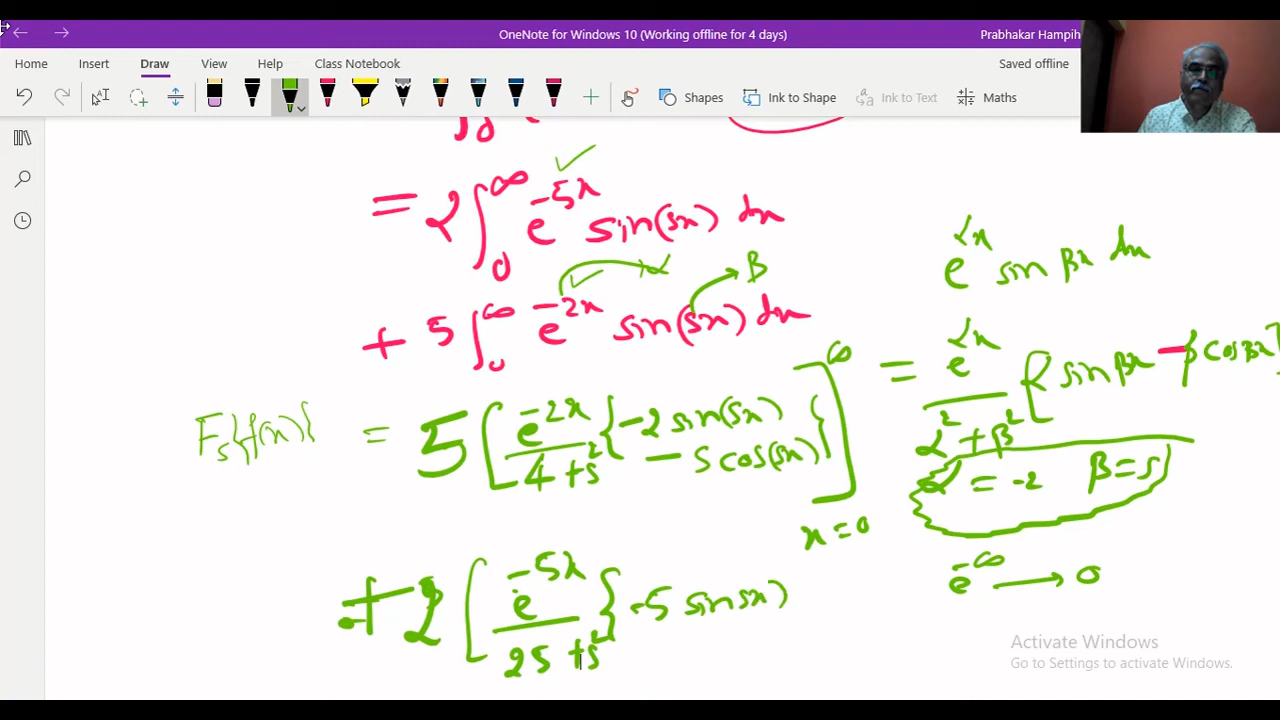 OneNote for Windows 10 (Working offline for 4 days)
Prabhakar Hampih
Home Insert Draw View Help Class Notebook
Saved offline
Shapes Ink to Shape Ink to Text Maths
= 2 ∫₀^∞ e^{-5x} sin(sx) dx
+ 5 ∫₀^∞ e^{-2x} sin(sx) dx
α β
e^{αx} sin βx dx
= e^{αx} / (α² + β²) [α sin βx - β cos βx]
α = -2 β = s
e^{-∞} → 0
F_s{f(x)} = 5 [ e^{-2x} / (4 + s²) { -2 sin(sx) - s cos(sx) } ]_{x=0}^∞
+ 2 [ e^{-5x} / (25 + s²) } -5 sin sx)
Activate Windows
Go to Settings to activate Windows.